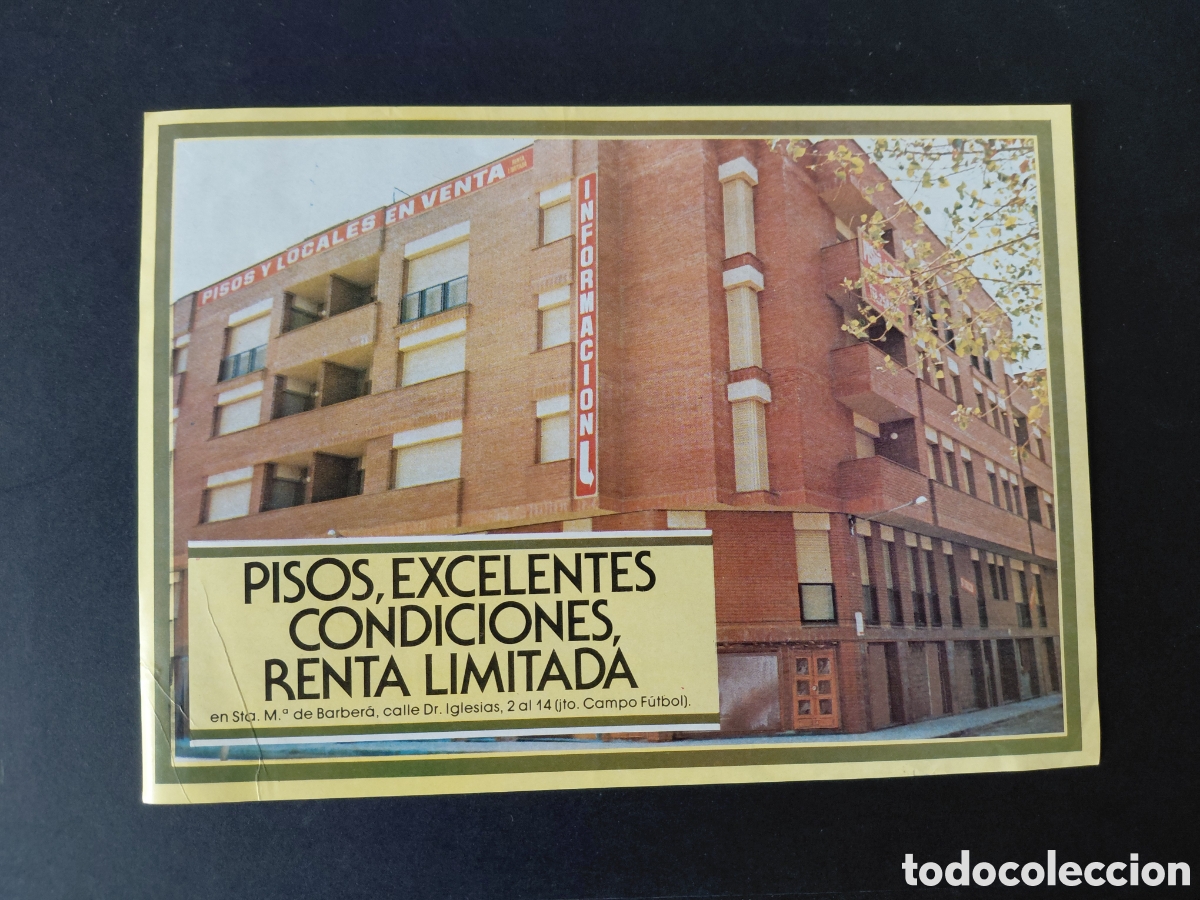 PISOS Y LOCALES EN VENTA
INFORMACION
PISOS, EXCELENTES
CONDICIONES,
RENTA LIMITADA
en Sta. M.ª de Barberá, calle Dr. Iglesias, 2 al 14 (jto. Campo Fútbol).
todocoleccion